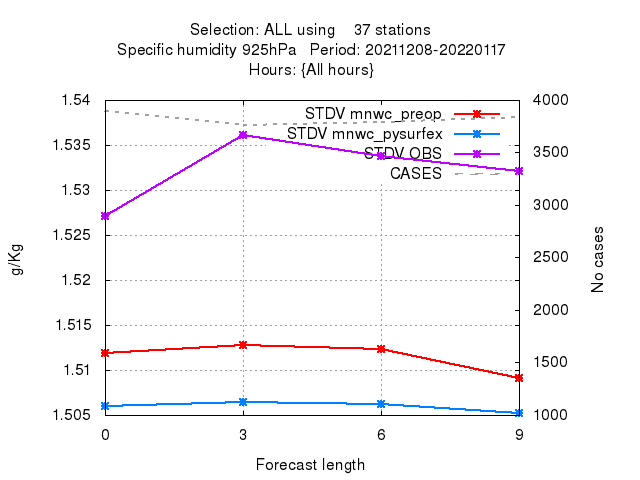 Selection: ALL using 37 stations
Specific humidity 925hPa Period: 20211208-20220117
Hours: {All hours}
1.54
1.535
1.53
1.525
1.52
1.515
1.51
1.505
4000
3500
3000
2500
2000
1500
1000
STDV mnwc_preop
STDV mnwc_pysurfex
STDV OBS
CASES
g/Kg
No cases
0 3 6 9
Forecast length